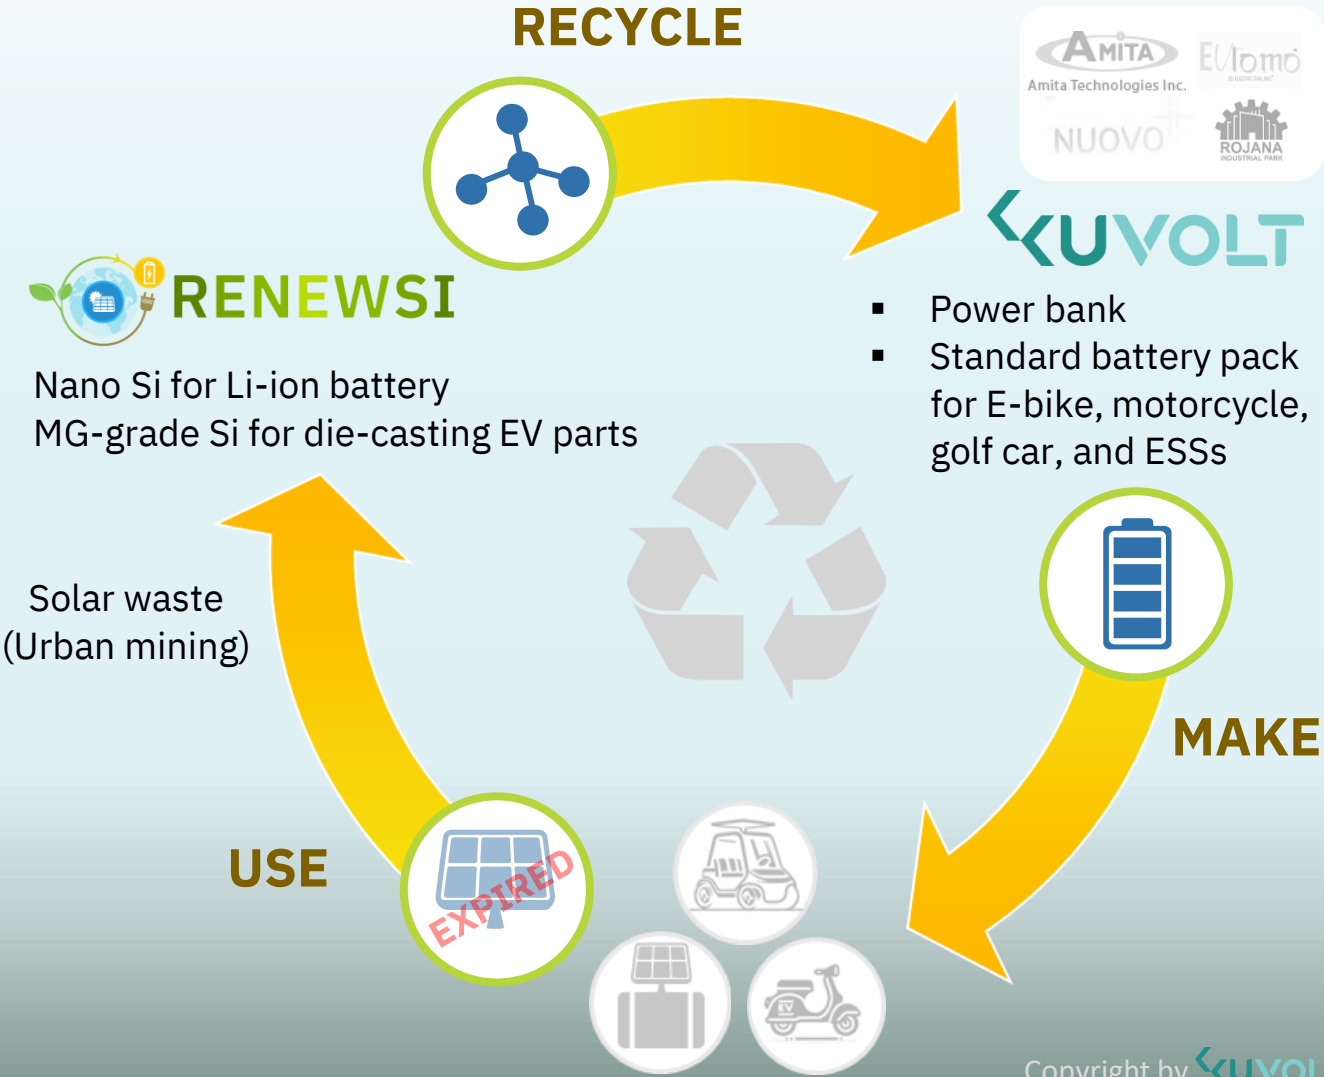 RECYCLE
AMITA
Amita Technologies Inc.
NUOVO
ROJANA
INDUSTRIAL PARK
KUVOLT
RENEWSI
▪ Power bank
▪ Standard battery pack
for E-bike, motorcycle,
golf car, and ESSs
Nano Si for Li-ion battery
MG-grade Si for die-casting EV parts
Solar waste
(Urban mining)
MAKE
USE
EXPIRED
EV
Copyright by KUVOL